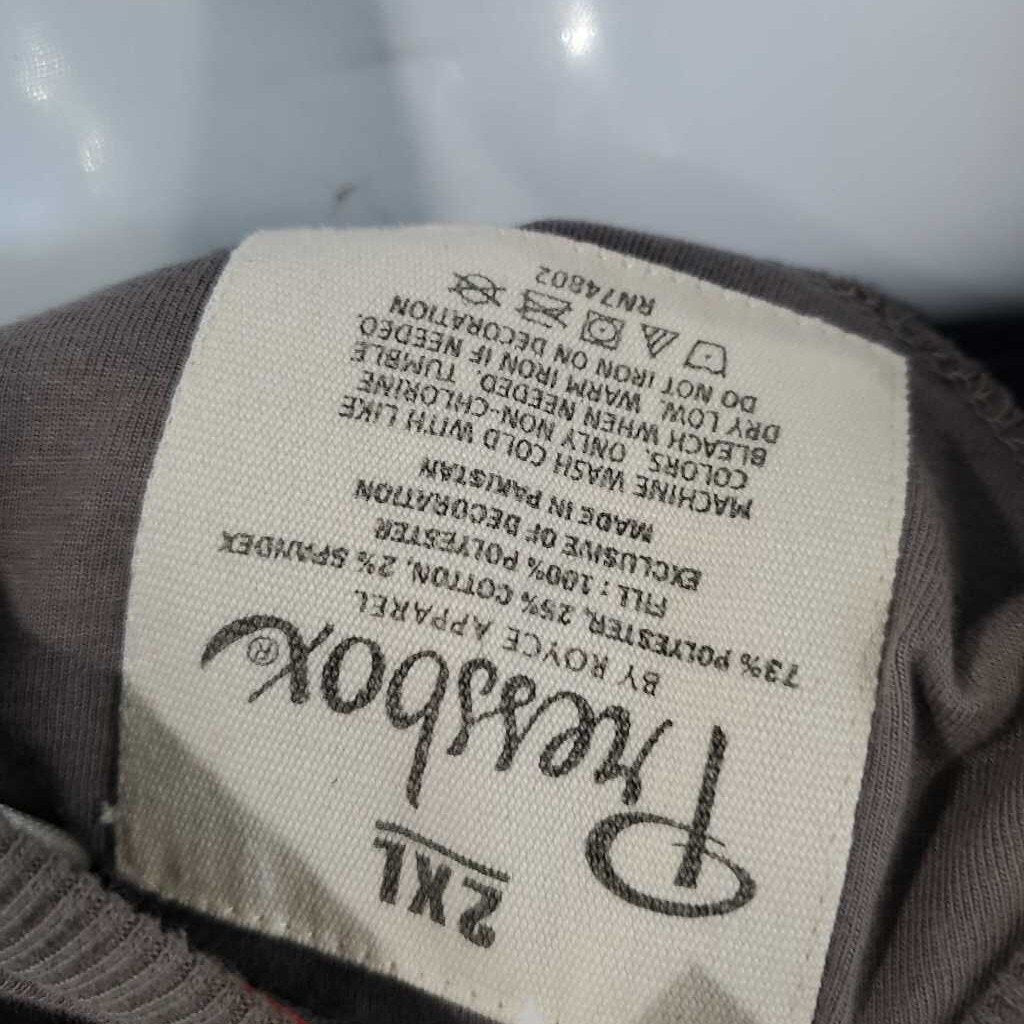 2XL
Pressbox®
BY ROYCE APPAREL
73% POLYESTER, 25% COTTON, 2% SPANDEX
FILL : 100% POLYESTER
EXCLUSIVE OF DECORATION
MADE IN PAKISTAN
MACHINE WASH COLD WITH LIKE
COLORS. ONLY NON-CHLORINE
BLEACH WHEN NEEDED. TUMBLE
DRY LOW. WARM IRON IF NEEDED.
DO NOT IRON ON DECORATION
RN74802